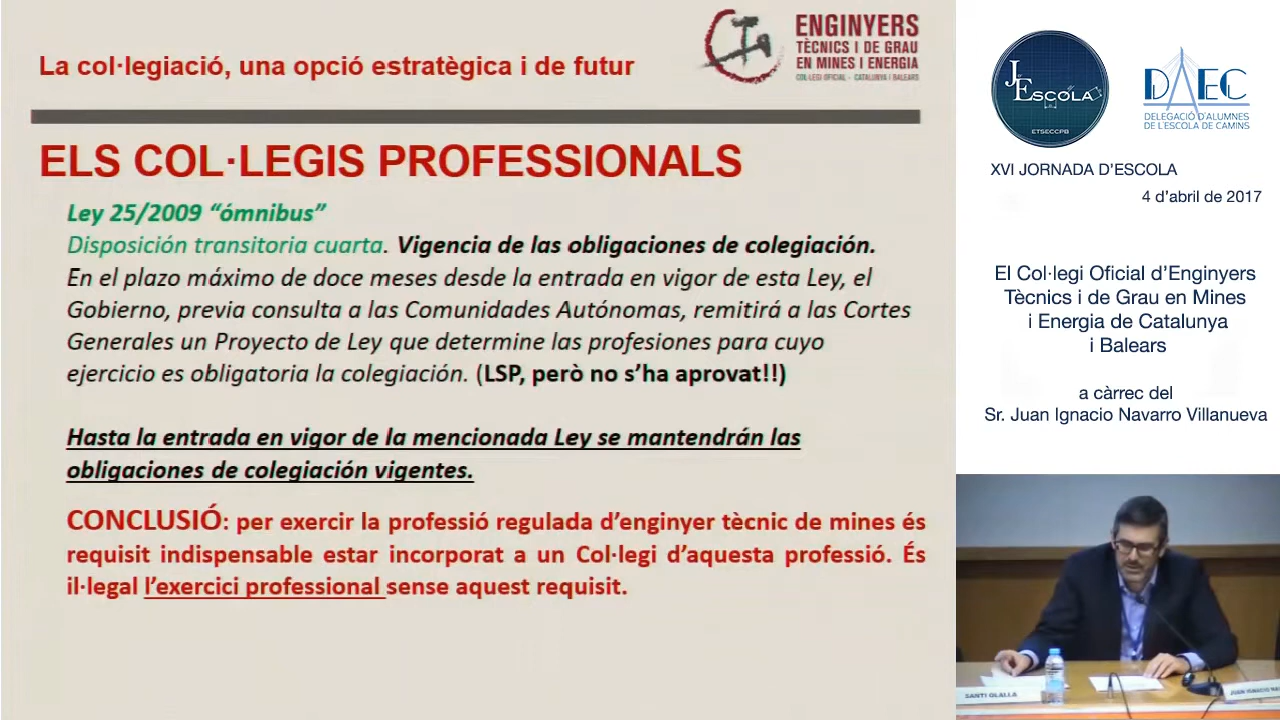 La col·legiació, una opció estratègica i de futur
ENGINYERS
TÈCNICS I DE GRAU
EN MINES I ENERGIA
COL·LEGI OFICIAL - CATALUNYA I BALEARS
ELS COL·LEGIS PROFESSIONALS
Ley 25/2009 “ómnibus”
Disposición transitoria cuarta. Vigencia de las obligaciones de colegiación.
En el plazo máximo de doce meses desde la entrada en vigor de esta Ley, el
Gobierno, previa consulta a las Comunidades Autónomas, remitirá a las Cortes
Generales un Proyecto de Ley que determine las profesiones para cuyo
ejercicio es obligatoria la colegiación. (LSP, però no s’ha aprovat!!)
Hasta la entrada en vigor de la mencionada Ley se mantendrán las
obligaciones de colegiación vigentes.
CONCLUSIÓ: per exercir la professió regulada d’enginyer tècnic de mines és
requisit indispensable estar incorporat a un Col·legi d’aquesta professió. És
il·legal l’exercici professional sense aquest requisit.
J
ESCOLA
ETSECCPB
DAEC
DELEGACIÓ D'ALUMNES
DE L'ESCOLA DE CAMINS
XVI JORNADA D’ESCOLA
4 d’abril de 2017
El Col·legi Oficial d’Enginyers
Tècnics i de Grau en Mines
i Energia de Catalunya
i Balears
a càrrec del
Sr. Juan Ignacio Navarro Villanueva
SANTI OLALLA
JUAN IGNACIO